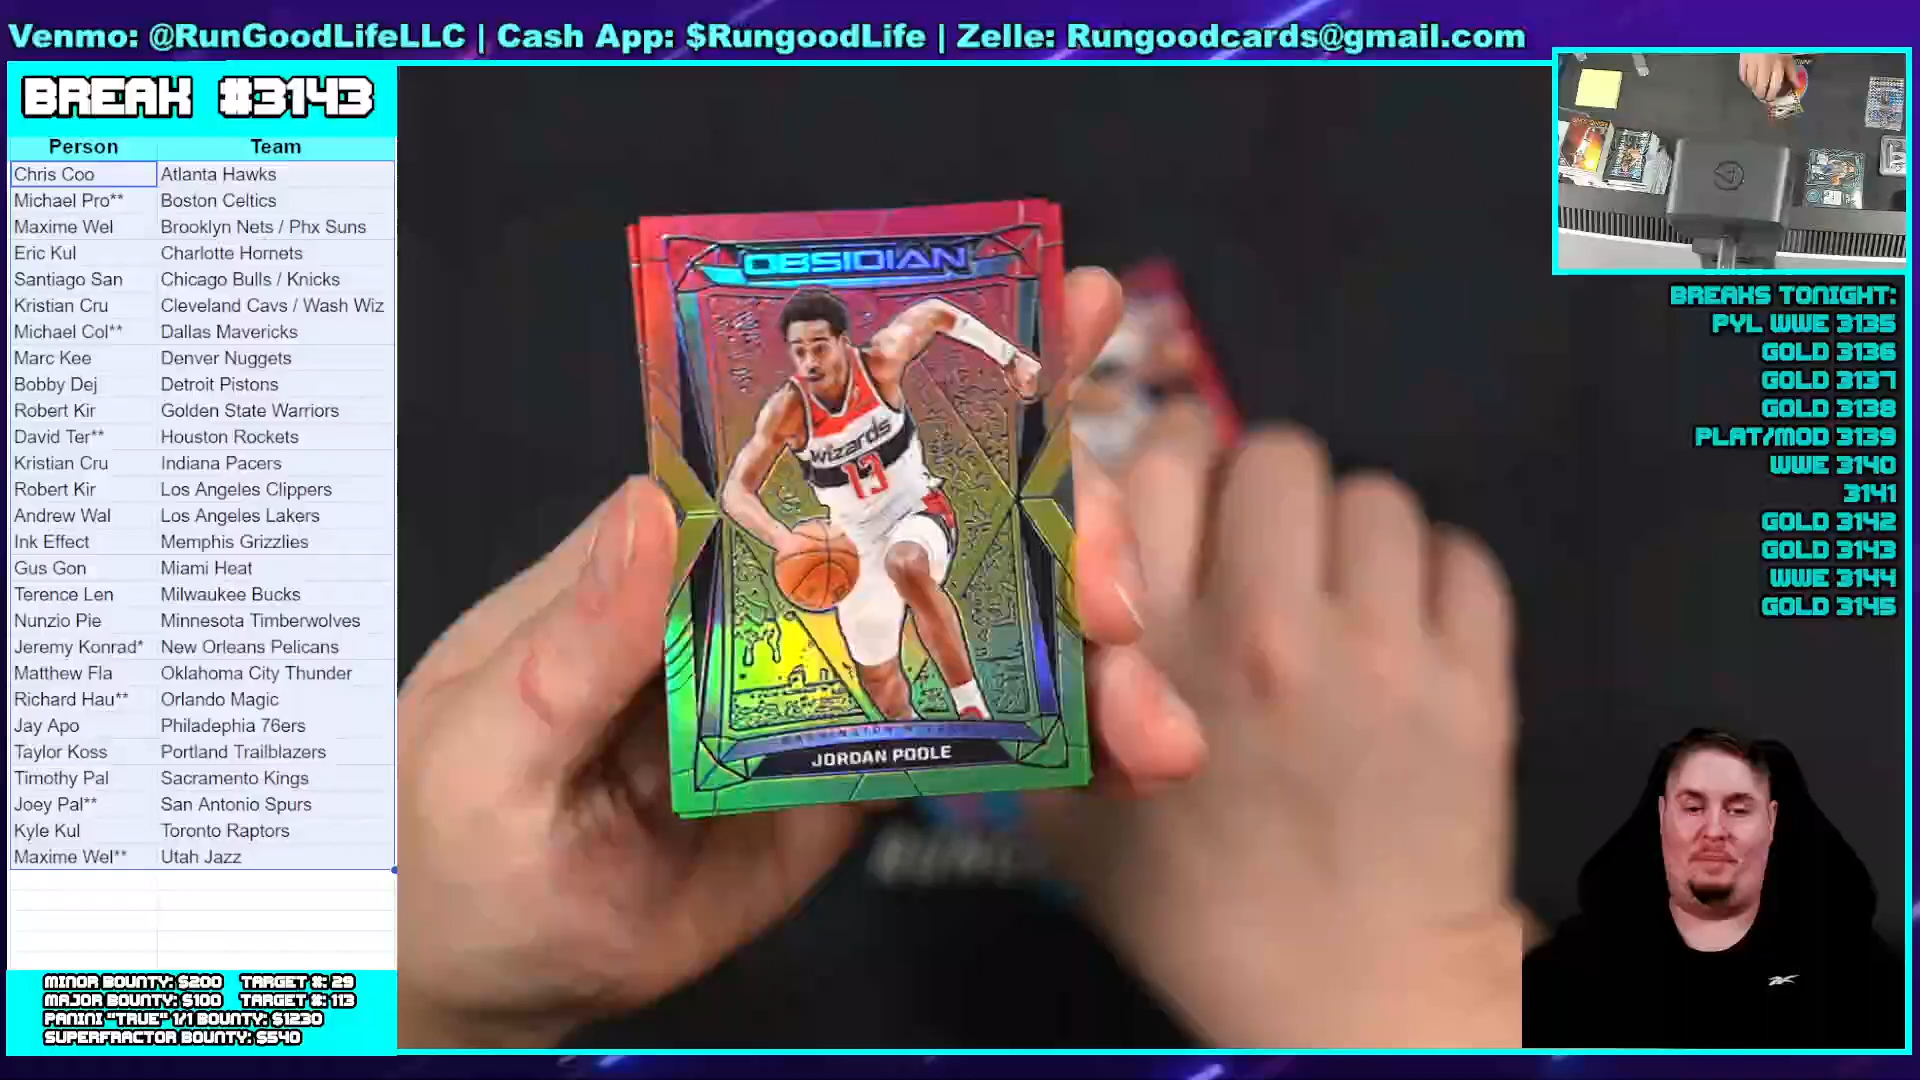 Venmo: @RunGoodLifeLLC | Cash App: $RungoodLife | Zelle: Rungoodcards@gmail.com
BREAK #3143
Person Team
Chris Coo Atlanta Hawks
Michael Pro** Boston Celtics
Maxime Wel Brooklyn Nets / Phx Suns
Eric Kul Charlotte Hornets
Santiago San Chicago Bulls / Knicks
Kristian Cru Cleveland Cavs / Wash Wiz
Michael Col** Dallas Mavericks
Marc Kee Denver Nuggets
Bobby Dej Detroit Pistons
Robert Kir Golden State Warriors
David Ter** Houston Rockets
Kristian Cru Indiana Pacers
Robert Kir Los Angeles Clippers
Andrew Wal Los Angeles Lakers
Ink Effect Memphis Grizzlies
Gus Gon Miami Heat
Terence Len Milwaukee Bucks
Nunzio Pie Minnesota Timberwolves
Jeremy Konrad* New Orleans Pelicans
Matthew Fla Oklahoma City Thunder
Richard Hau** Orlando Magic
Jay Apo Philadephia 76ers
Taylor Koss Portland Trailblazers
Timothy Pal Sacramento Kings
Joey Pal** San Antonio Spurs
Kyle Kul Toronto Raptors
Maxime Wel** Utah Jazz
MINOR BOUNTY: $200 TARGET #: 29
MAJOR BOUNTY: $100 TARGET #: 113
PANINI "TRUE" 1/1 BOUNTY: $1230
SUPERFRACTOR BOUNTY: $540
OBSIDIAN
wizards
13
JORDAN POOLE
BREAKS TONIGHT:
PYL WWE 3135
GOLD 3136
GOLD 3137
GOLD 3138
PLAT/MOD 3139
WWE 3140
3141
GOLD 3142
GOLD 3143
WWE 3144
GOLD 3145